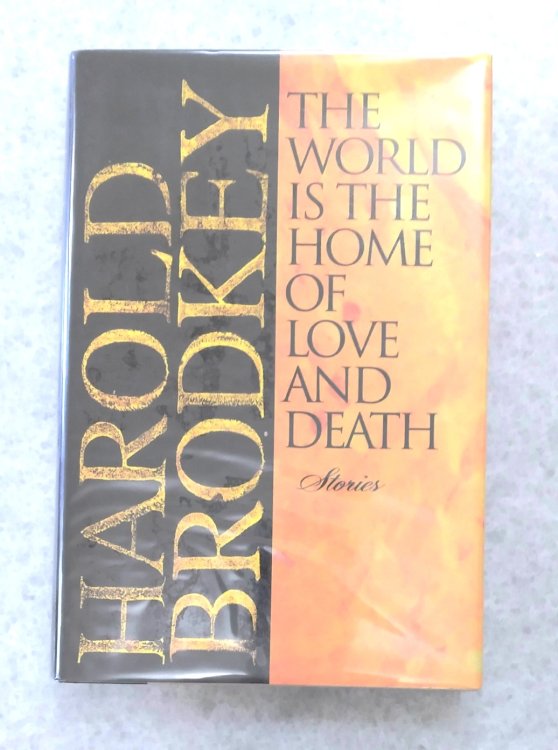 HAROLD
BRODKEY
THE
WORLD
IS THE
HOME
OF
LOVE
AND
DEATH
Stories